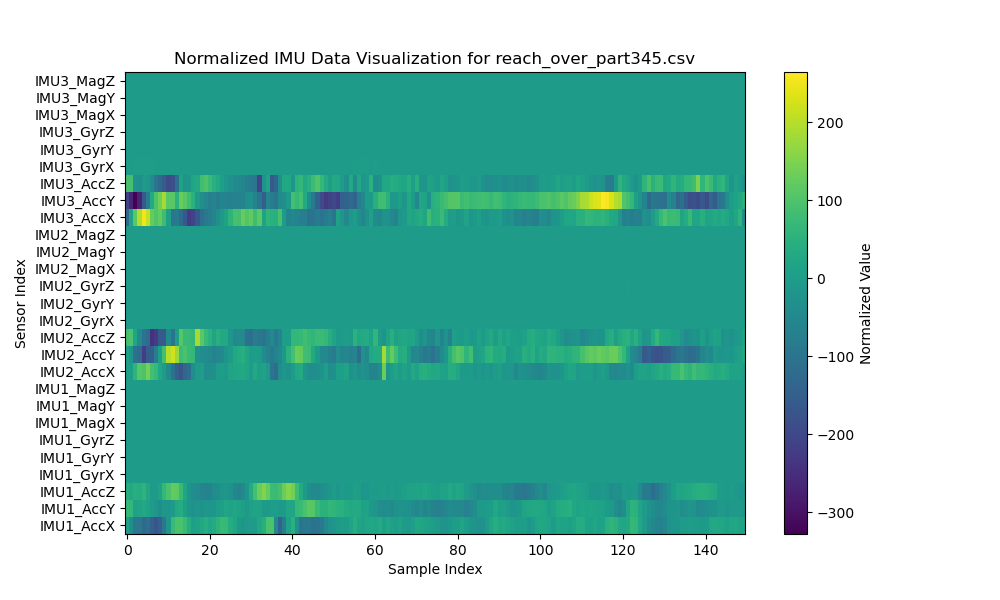 Normalized IMU Data Visualization for reach_over_part345.csv
IMU3_MagZ
IMU3_MagY
IMU3_MagX
IMU3_GyrZ
IMU3_GyrY
IMU3_GyrX
IMU3_AccZ
IMU3_AccY
IMU3_AccX
IMU2_MagZ
IMU2_MagY
IMU2_MagX
IMU2_GyrZ
IMU2_GyrY
IMU2_GyrX
IMU2_AccZ
IMU2_AccY
IMU2_AccX
IMU1_MagZ
IMU1_MagY
IMU1_MagX
IMU1_GyrZ
IMU1_GyrY
IMU1_GyrX
IMU1_AccZ
IMU1_AccY
IMU1_AccX
Sensor Index
0 20 40 60 80 100 120 140
Sample Index
200
100
0
−100
−200
−300
Normalized Value